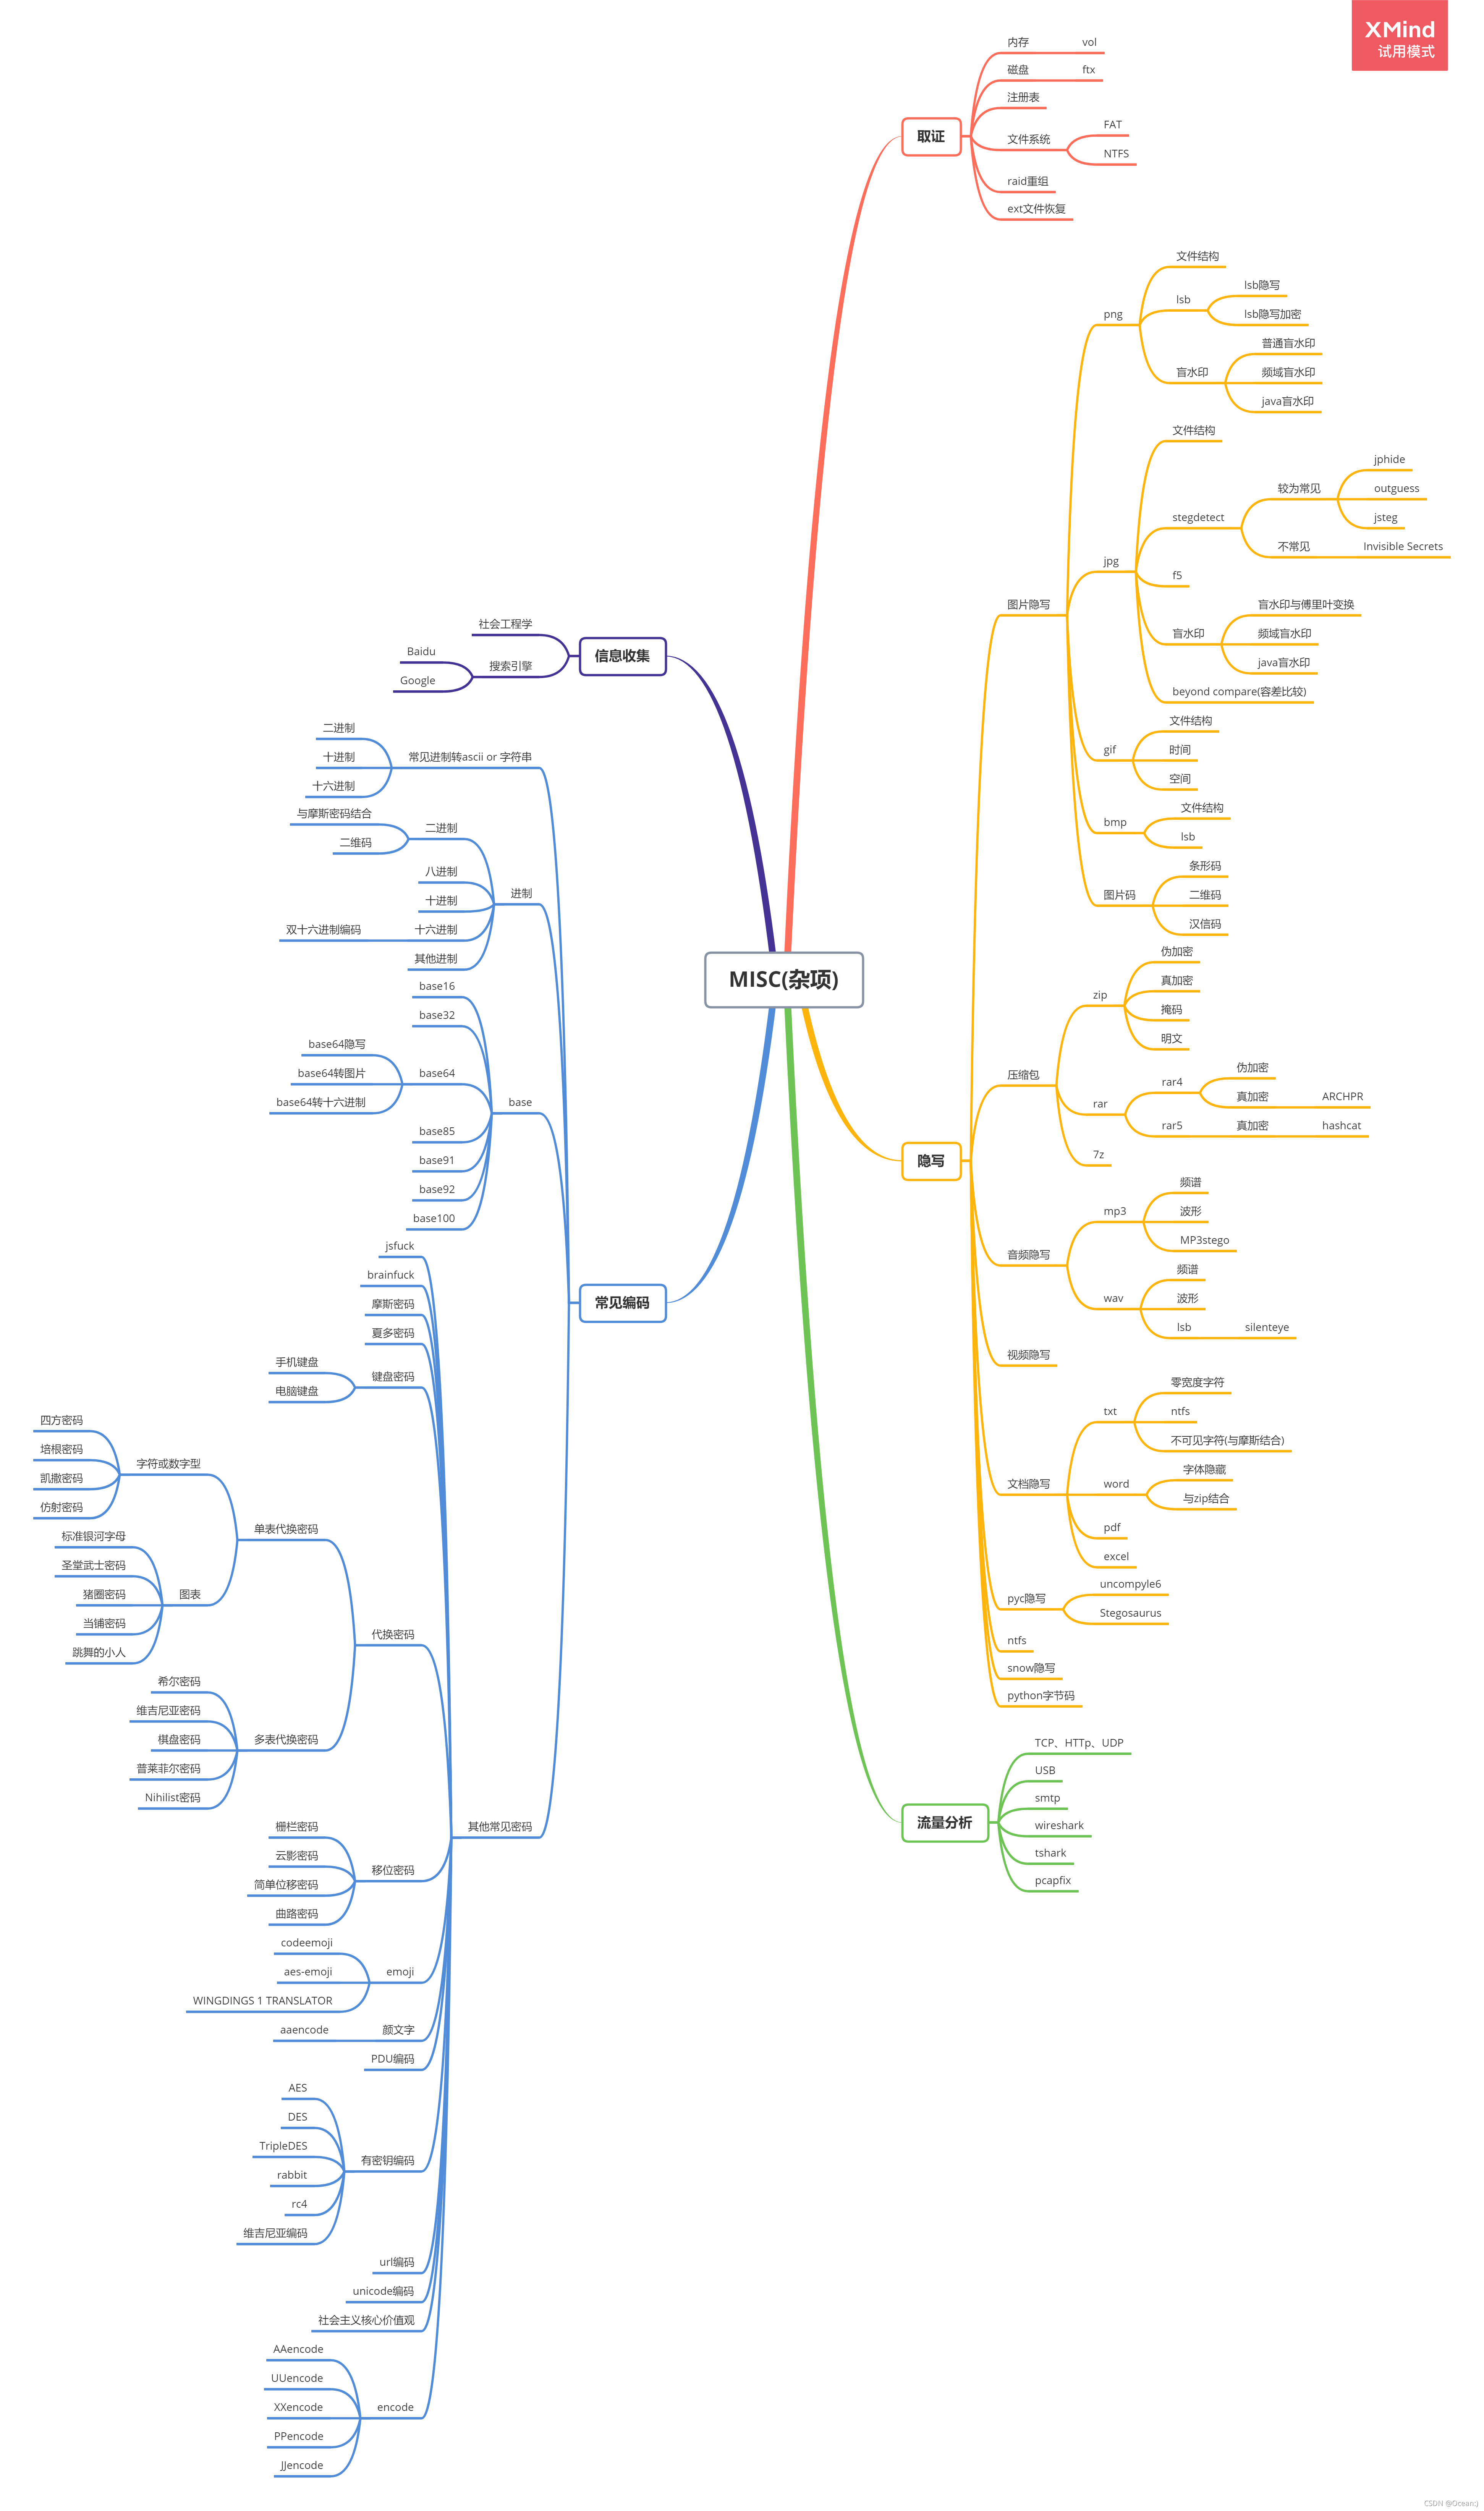 XMind
试用模式
MISC(杂项)
取证
内存
vol
磁盘
ftx
注册表
文件系统
FAT
NTFS
raid重组
ext文件恢复
隐写
图片隐写
png
文件结构
lsb
lsb隐写
lsb隐写加密
盲水印
普通盲水印
频域盲水印
java盲水印
jpg
文件结构
stegdetect
较为常见
jphide
outguess
jsteg
不常见
Invisible Secrets
f5
盲水印
盲水印与傅里叶变换
频域盲水印
java盲水印
beyond compare(容差比较)
gif
文件结构
时间
空间
bmp
文件结构
lsb
图片码
条形码
二维码
汉信码
压缩包
zip
伪加密
真加密
掩码
明文
rar
rar4
伪加密
真加密
ARCHPR
rar5
真加密
hashcat
7z
音频隐写
mp3
频谱
波形
MP3stego
wav
频谱
波形
lsb
silenteye
视频隐写
文档隐写
txt
零宽度字符
ntfs
不可见字符(与摩斯结合)
word
字体隐藏
与zip结合
pdf
excel
pyc隐写
uncompyle6
Stegosaurus
ntfs
snow隐写
python字节码
流量分析
TCP、HTTp、UDP
USB
smtp
wireshark
tshark
pcapfix
信息收集
社会工程学
搜索引擎
Baidu
Google
常见编码
常见进制转ascii or 字符串
二进制
十进制
十六进制
进制
二进制
与摩斯密码结合
二维码
八进制
十进制
十六进制
双十六进制编码
其他进制
base
base16
base32
base64
base64隐写
base64转图片
base64转十六进制
base85
base91
base92
base100
其他常见密码
jsfuck
brainfuck
摩斯密码
夏多密码
键盘密码
手机键盘
电脑键盘
代换密码
单表代换密码
字符或数字型
四方密码
培根密码
凯撒密码
仿射密码
图表
标准银河字母
圣堂武士密码
猪圈密码
当铺密码
跳舞的小人
多表代换密码
希尔密码
维吉尼亚密码
棋盘密码
普莱菲尔密码
Nihilist密码
移位密码
栅栏密码
云影密码
简单位移密码
曲路密码
emoji
codeemoji
aes-emoji
WINGDINGS 1 TRANSLATOR
颜文字
aaencode
PDU编码
有密钥编码
AES
DES
TripleDES
rabbit
rc4
维吉尼亚编码
url编码
unicode编码
社会主义核心价值观
encode
AAencode
UUencode
XXencode
PPencode
JJencode
CSDN @Ocean:)